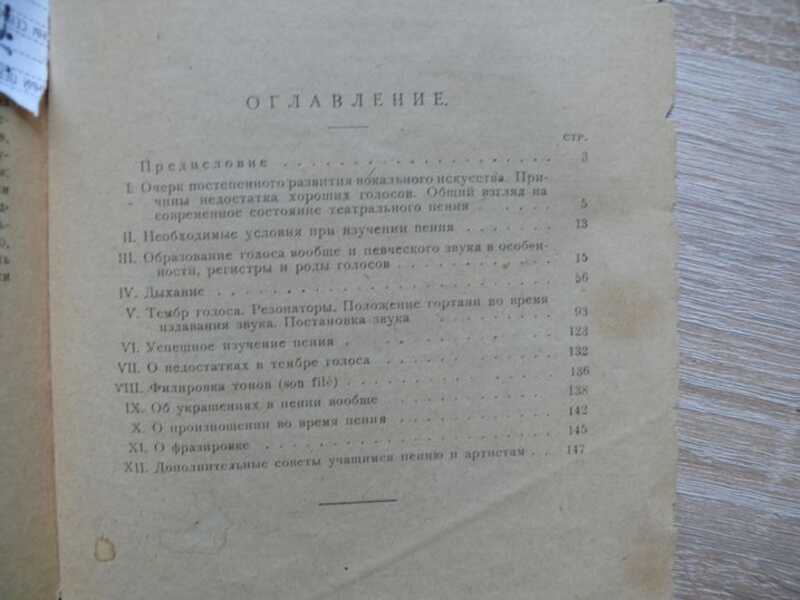 ОГЛАВЛЕНИЕ.
СТР.
Предисловие . . . . . . . . . . . . . . . . . . 3
I. Очерк постепенного развития вокального искусства. При-
чины недостатка хороших голосов. Общий взгляд на
современное состояние театрального пения . . . . . 5
II. Необходимые условия при изучении пения . . . . . . 13
III. Образование голоса вообще и певческого звука в особен-
ности, регистры и роды голосов . . . . . . . . . . 15
IV. Дыхание . . . . . . . . . . . . . . . . . . . . 56
V. Тембр голоса. Резонаторы. Положение гортани во время
издавания звука. Постановка звука . . . . . . 93
VI. Успешное изучение пения . . . . . . . . . . . . 123
VII. О недостатках в тембре голоса . . . . . . . . . . 132
VIII. Филировка тонов (son filé) . . . . . . . . . . . 136
IX. Об украшениях в пении вообще . . . . . . . . . 138
X. О произношении во время пения . . . . . . . . . 142
XI. О фразировке . . . . . . . . . . . . . . . . . 145
XII. Дополнительные советы учащимся пению и артистам . . 147